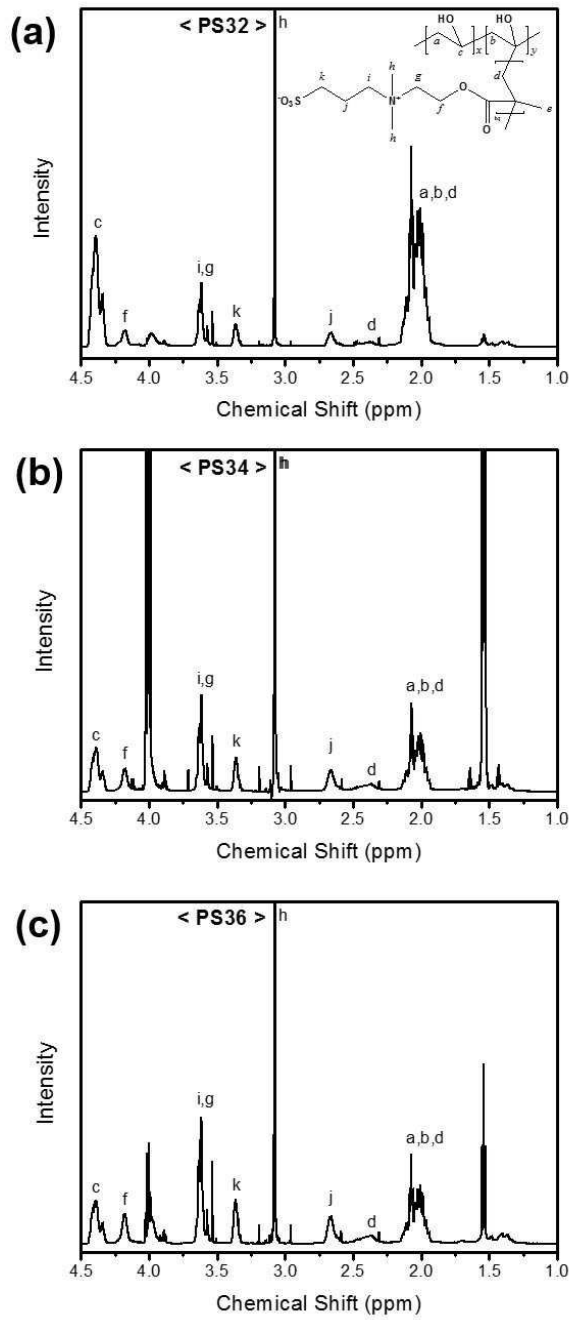 (a)
< PS32 >
h
HO
HO
a
c
x
b
y
d
k
j
i
h
h
g
f
e
⁻O₃S
N⁺
O
O
c
f
i,g
k
j
d
a,b,d
Intensity
4.5 4.0 3.5 3.0 2.5 2.0 1.5 1.0
Chemical Shift (ppm)
(b)
< PS34 >
h
c
f
i,g
k
j
d
a,b,d
Intensity
4.5 4.0 3.5 3.0 2.5 2.0 1.5 1.0
Chemical Shift (ppm)
(c)
< PS36 >
h
c
f
i,g
k
j
d
a,b,d
Intensity
4.5 4.0 3.5 3.0 2.5 2.0 1.5 1.0
Chemical Shift (ppm)